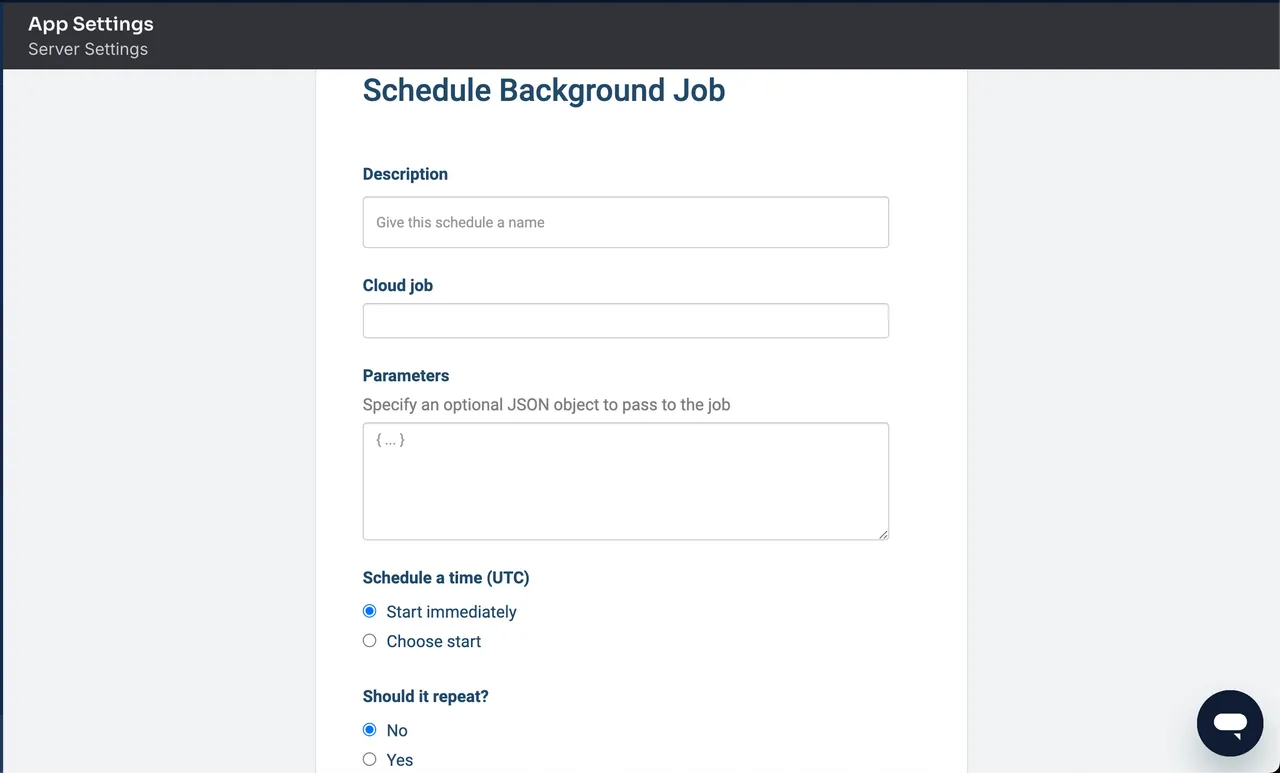 App Settings
Server Settings
Schedule Background Job
Description
Give this schedule a name
Cloud job
Parameters
Specify an optional JSON object to pass to the job
{ ... }
Schedule a time (UTC)
Start immediately
Choose start
Should it repeat?
No
Yes